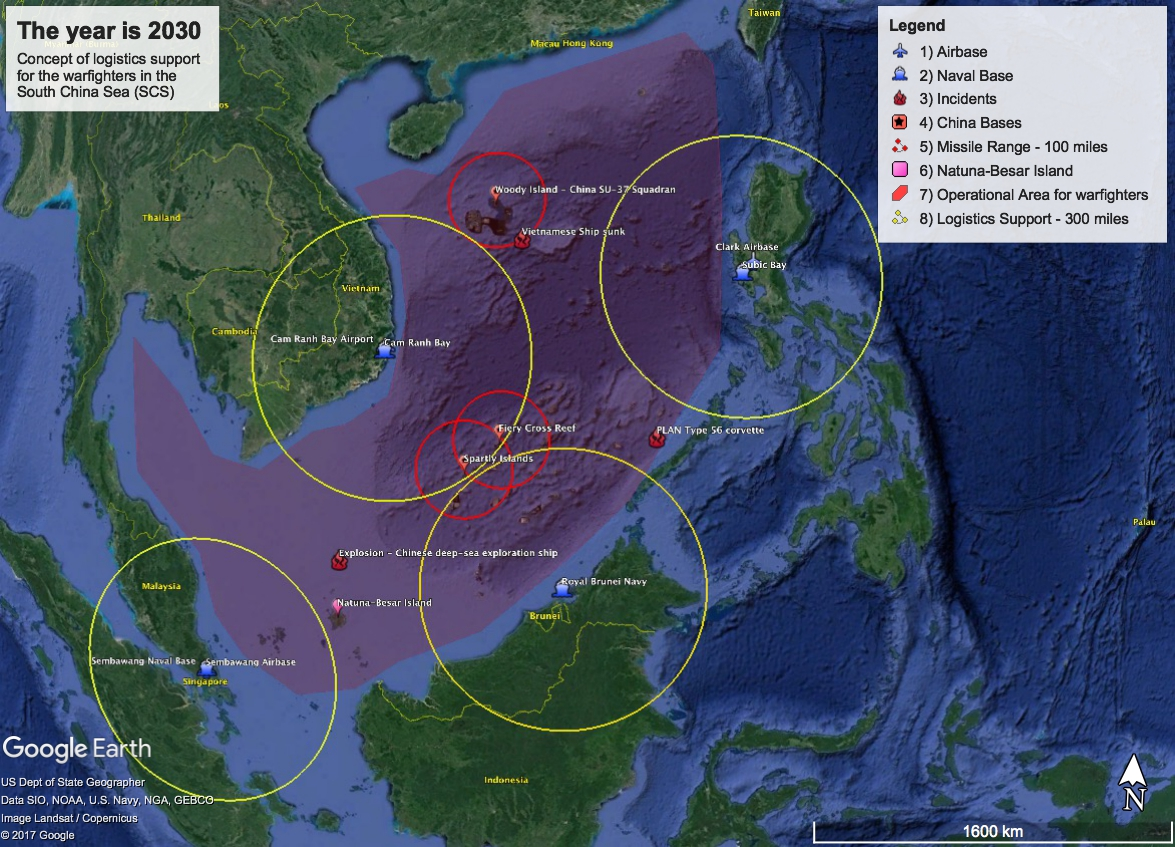 The year is 2030
Concept of logistics support
for the warfighters in the
South China Sea (SCS)
Legend
1) Airbase
2) Naval Base
3) Incidents
4) China Bases
5) Missile Range - 100 miles
6) Natuna-Besar Island
7) Operational Area for warfighters
8) Logistics Support - 300 miles
Taiwan
Macau Hong Kong
Woody Island - China SU-37 Squadran
Thailand
Vietnamese Ship sunk
Clark Airbase
Subic Bay
Vietnam
Cambodia
Cam Ranh Bay Airport
Cam Ranh Bay
Fiery Cross Reef
PLAN Type 56 corvette
Spartly Islands
Palau
Explosion - Chinese deep-sea exploration ship
Malaysia
Royal Brunei Navy
Natuna-Besar Island
Brunei
Sembawang Naval Base
Sembawang Airbase
Singapore
Google Earth
Indonesia
US Dept of State Geographer
Data SIO, NOAA, U.S. Navy, NGA, GEBCO
Image Landsat / Copernicus
© 2017 Google
N
1600 km